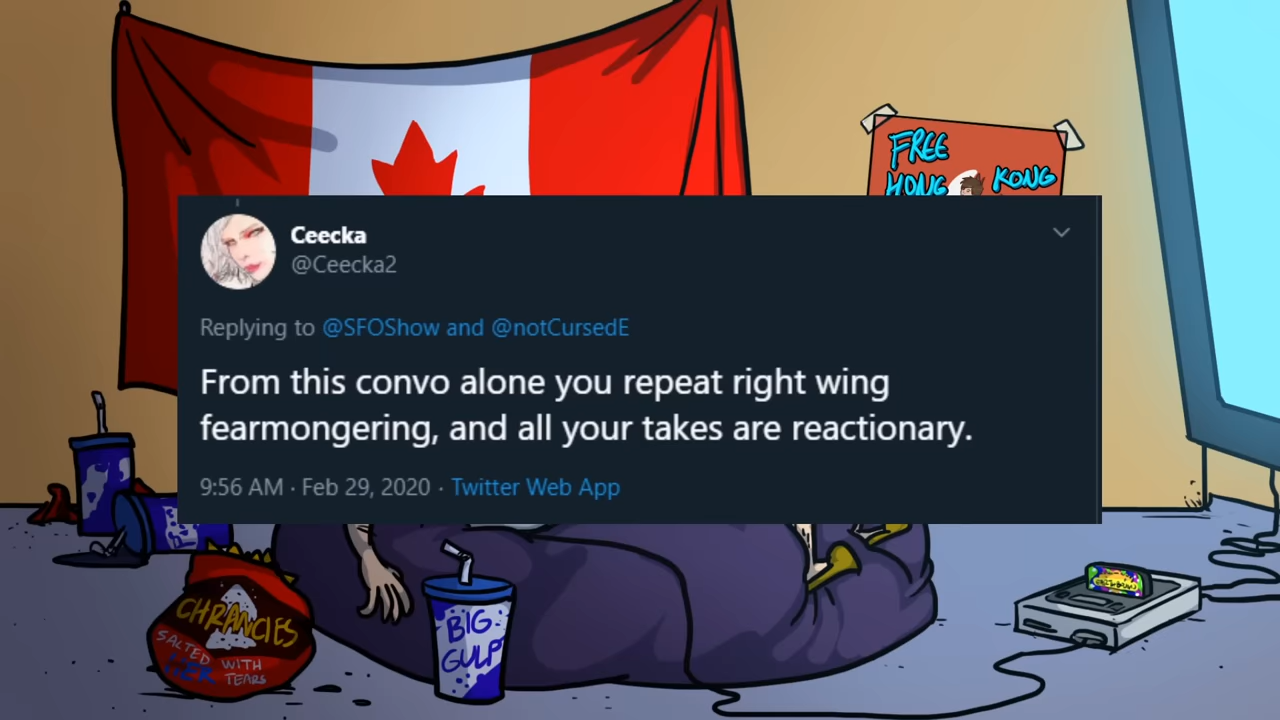 FREE
HONG KONG
Ceecka
@Ceecka2
Replying to @SFOShow and @notCursedE
From this convo alone you repeat right wing
fearmongering, and all your takes are reactionary.
9:56 AM · Feb 29, 2020 · Twitter Web App
CHRANCIES
SALTED WITH
HER TEARS
BIG
GULP